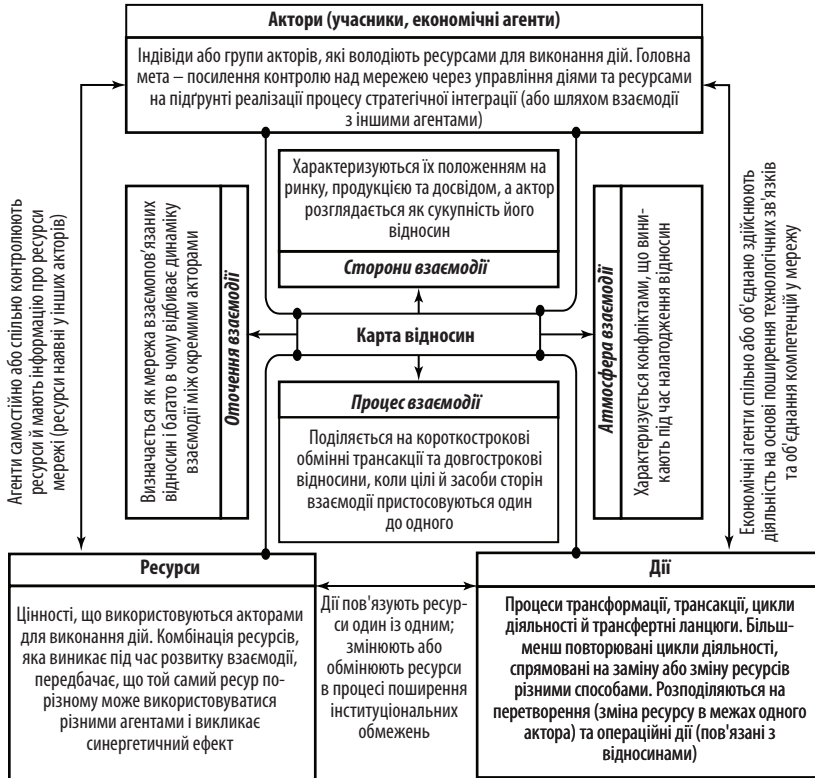 Актори (учасники, економічні агенти)
Індивіди або групи акторів, які володіють ресурсами для виконання дій. Головна
мета – посилення контролю над мережею через управління діями та ресурсами
на підґрунті реалізації процесу стратегічної інтеграції (або шляхом взаємодії
з іншими агентами)
Агенти самостійно або спільно контролюють
ресурси й мають інформацію про ресурси
мережі (ресурси наявні у інших акторів)
Визначається як мережа взаємопов'язаних
відносин і багато в чому відбиває динаміку
взаємодії між окремими акторами
Оточення взаємодії
Характеризуються їх положенням на
ринку, продукцією та досвідом, а актор
розглядається як сукупність його
відносин
Сторони взаємодії
Карта відносин
Процес взаємодії
Поділяється на короткострокові
обмінні трансакції та довгострокові
відносини, коли цілі й засоби сторін
взаємодії пристосовуються один
до одного
Атмосфера взаємодії
Характеризується конфліктами, що вини-
кають під час налагодження відносин
Економічні агенти спільно або об'єднано здійснюють
діяльність на основі поширення технологічних зв'язків
та об'єднання компетенцій у мережу
Ресурси
Цінності, що використовуються акторами
для виконання дій. Комбінація ресурсів,
яка виникає під час розвитку взаємодії,
передбачає, що той самий ресурс по-
різному може використовуватися
різними агентами і викликає
синергетичний ефект
Дії пов'язують ресур-
си один із одним;
змінюють або
обмінюють ресурси
в процесі поширення
інституціональних
обмежень
Дії
Процеси трансформації, трансакції, цикли
діяльності й трансфертні ланцюги. Більш-
менш повторювані цикли діяльності,
спрямовані на заміну або зміну ресурсів
різними способами. Розподіляються на
перетворення (зміна ресурсу в межах одного
актора) та операційні дії (пов'язані з
відносинами)